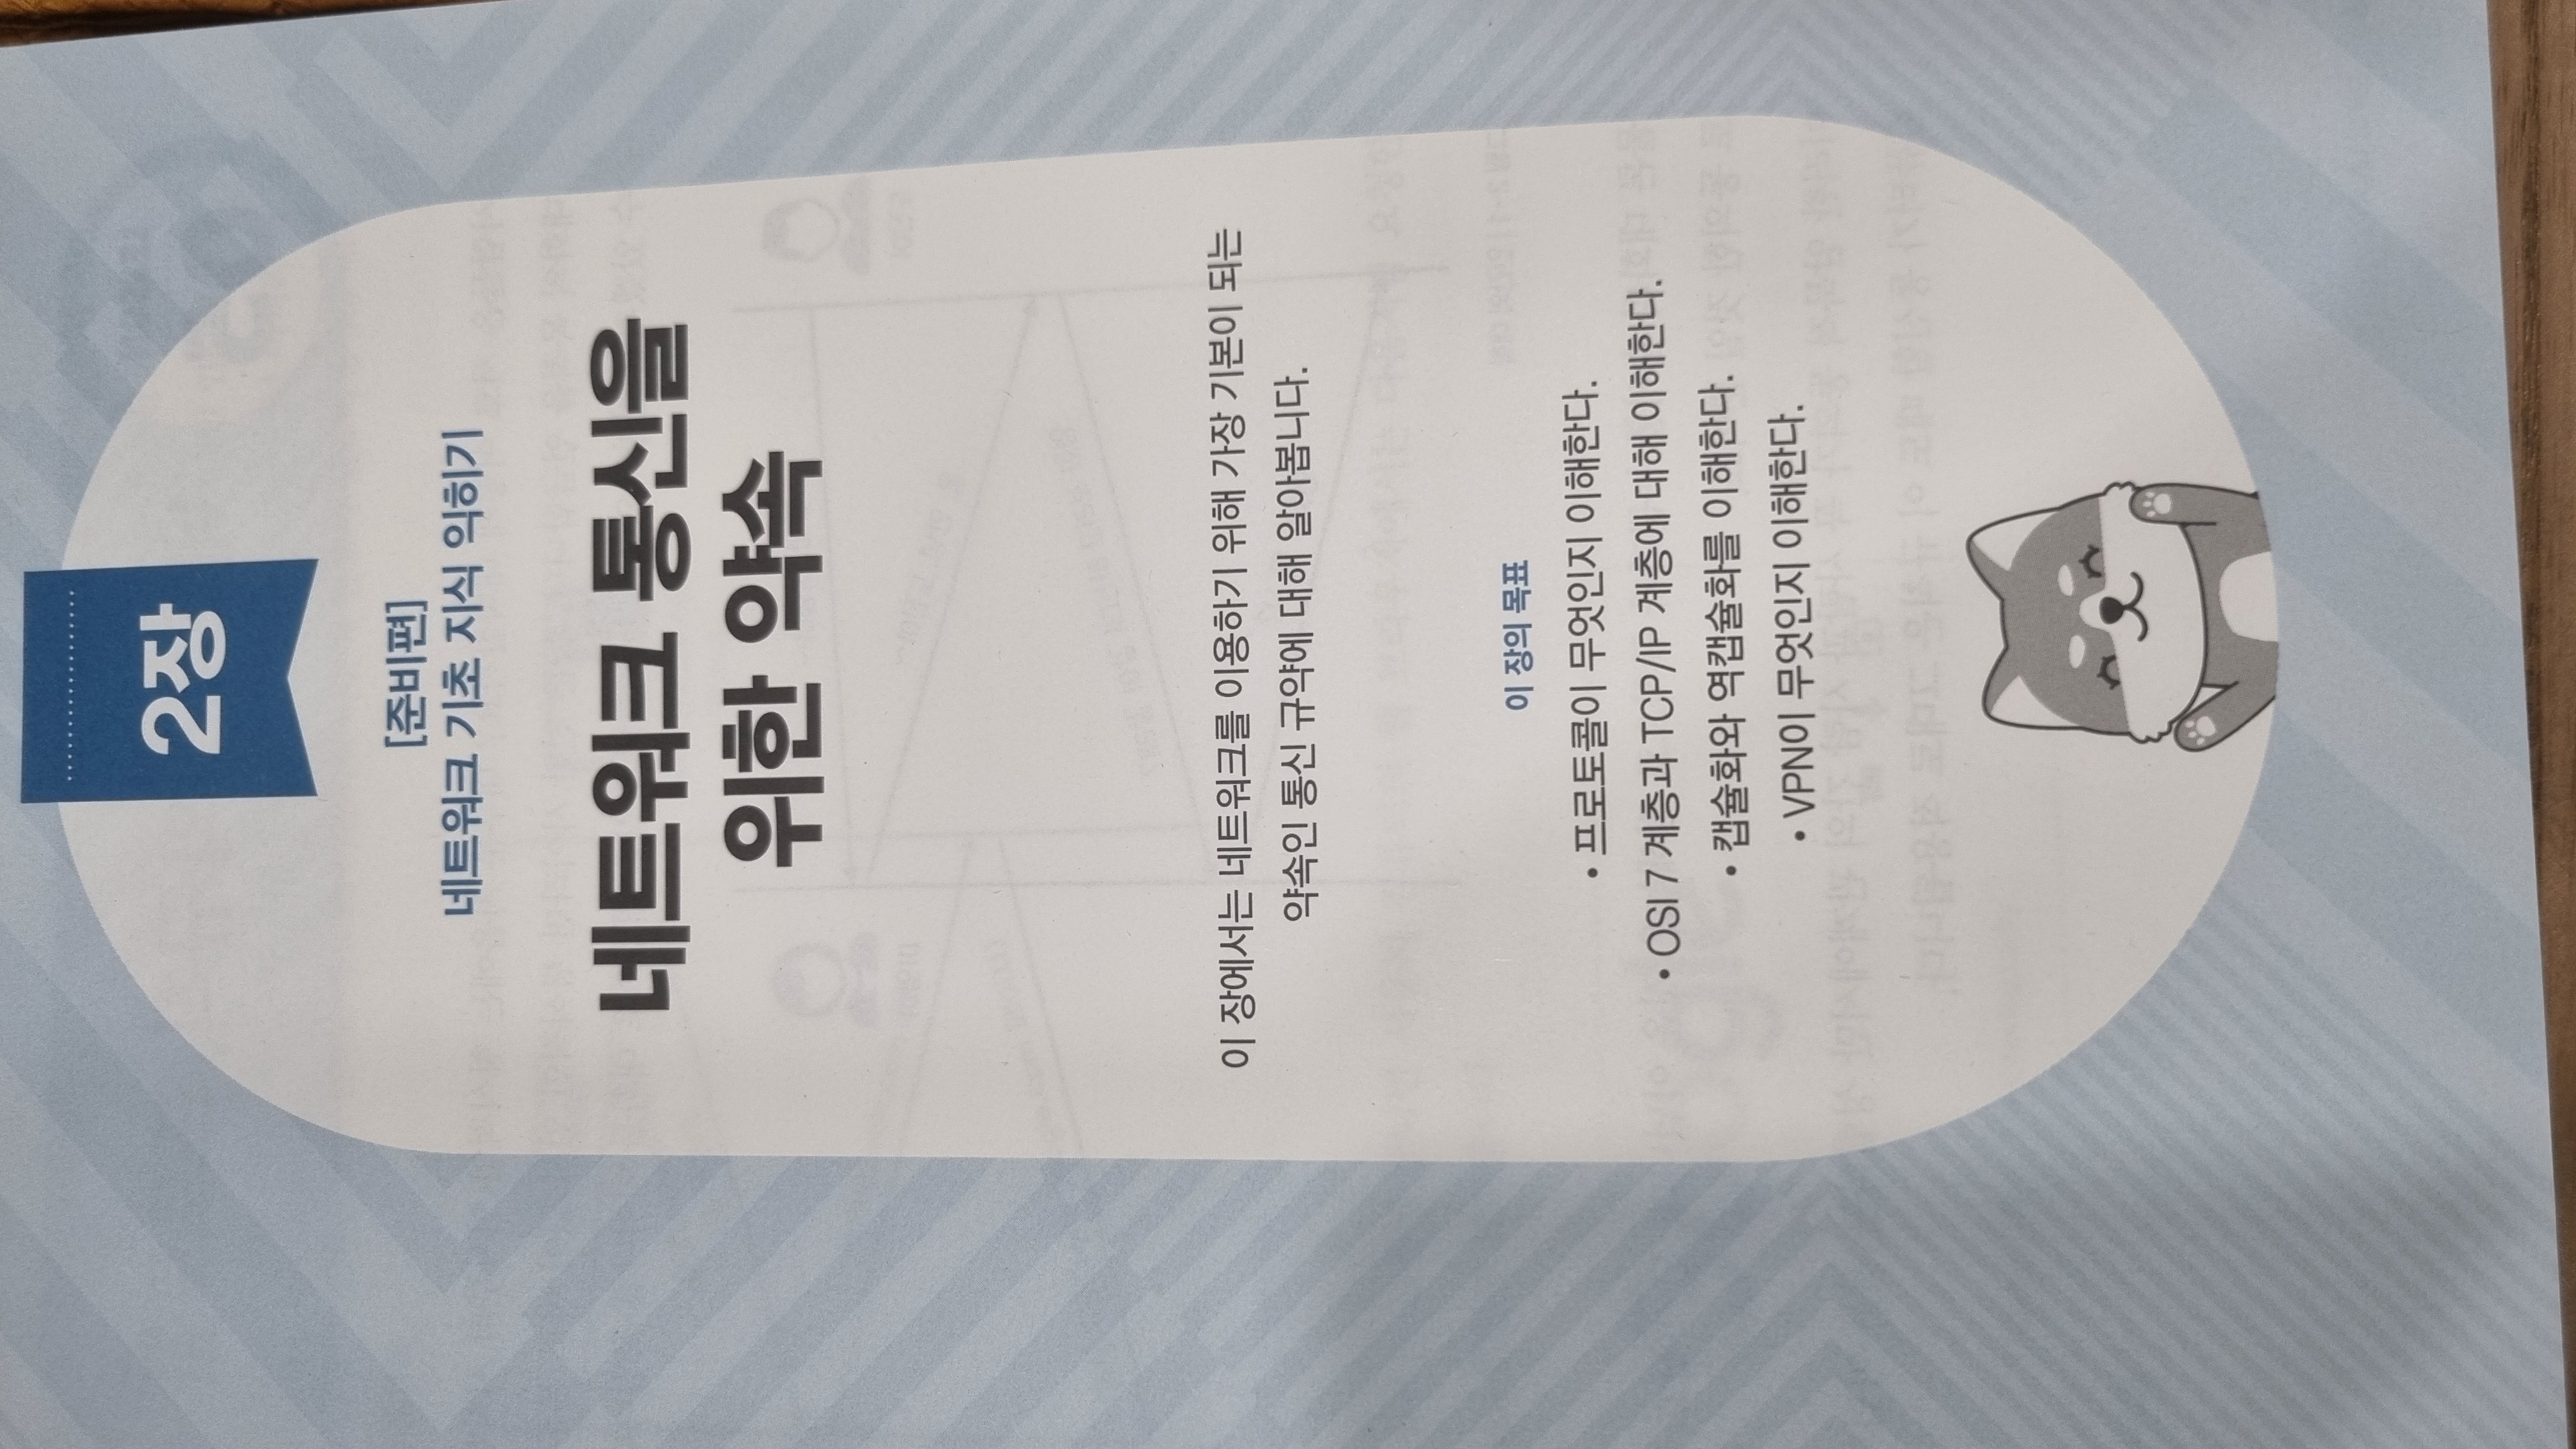 2장
[준비편]
네트워크 기초 지식 익히기
네트워크 통신을
위한 약속
이 장에서는 네트워크를 이용하기 위해 가장 기본이 되는
약속인 통신 규약에 대해 알아봅니다.
이 장의 목표
• 프로토콜이 무엇인지 이해한다.
• OSI 7 계층과 TCP/IP 계층에 대해 이해한다.
• 캡슐화와 역캡슐화를 이해한다.
• VPN이 무엇인지 이해한다.